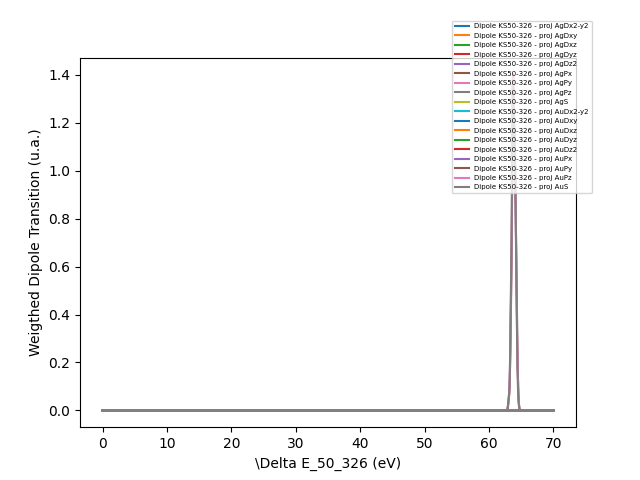 Dipole KS50-326 - proj AgDx2-y2
Dipole KS50-326 - proj AgDxy
Dipole KS50-326 - proj AgDxz
Dipole KS50-326 - proj AgDyz
Dipole KS50-326 - proj AgDz2
Dipole KS50-326 - proj AgPx
Dipole KS50-326 - proj AgPy
Dipole KS50-326 - proj AgPz
Dipole KS50-326 - proj AgS
Dipole KS50-326 - proj AuDx2-y2
Dipole KS50-326 - proj AuDxy
Dipole KS50-326 - proj AuDxz
Dipole KS50-326 - proj AuDyz
Dipole KS50-326 - proj AuDz2
Dipole KS50-326 - proj AuPx
Dipole KS50-326 - proj AuPy
Dipole KS50-326 - proj AuPz
Dipole KS50-326 - proj AuS
1.4
1.2
1.0
0.8
0.6
0.4
0.2
0.0
Weigthed Dipole Transition (u.a.)
0 10 20 30 40 50 60 70
\Delta E_50_326 (eV)